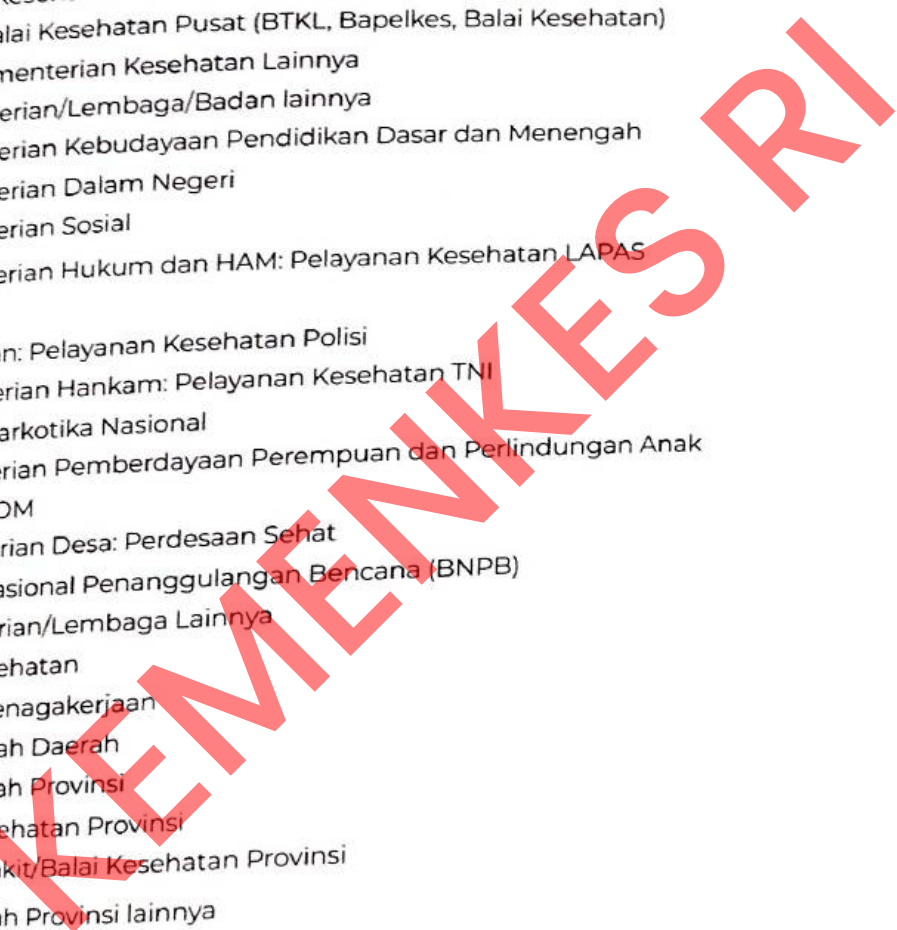 alai Kesehatan Pusat (BTKL, Bapelkes, Balai Kesehatan)
menterian Kesehatan Lainnya
erian/Lembaga/Badan lainnya
erian Kebudayaan Pendidikan Dasar dan Menengah
erian Dalam Negeri
erian Sosial
erian Hukum dan HAM: Pelayanan Kesehatan LAPAS
an: Pelayanan Kesehatan Polisi
erian Hankam: Pelayanan Kesehatan TNI
arkotika Nasional
erian Pemberdayaan Perempuan dan Perlindungan Anak
OM
rian Desa: Perdesaan Sehat
asional Penanggulangan Bencana (BNPB)
rian/Lembaga Lainnya
ehatan
enagakerjaan
ah Daerah
ah Provinsi
ehatan Provinsi
kit/Balai Kesehatan Provinsi
ah Provinsi lainnya
KEMENKES RI